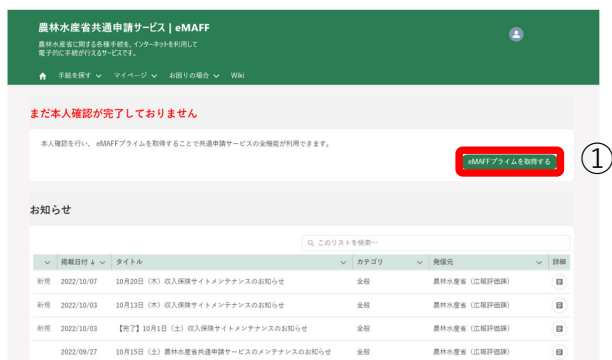 農林水産省共通申請サービス | eMAFF
農林水産省に関する各種手続を、インターネットを利用して
電子的に手続が行えるサービスです。
手続を探す マイページ お困りの場合 Wiki
まだ本人確認が完了しておりません
本人確認を行い、 eMAFFプライムを取得することで共通申請サービスの全機能が利用できます。
eMAFFプライムを取得する
①
お知らせ
このリストを検索…
掲載日付 ↓ タイトル カテゴリ 発信元 詳細
新規 2022/10/07 10月20日（木）収入保険サイトメンテナンスのお知らせ 全般 農林水産省（広報評価課）
新規 2022/10/03 10月13日（木）収入保険サイトメンテナンスのお知らせ 全般 農林水産省（広報評価課）
新規 2022/10/03 【完了】10月1日（土）収入保険サイトメンテナンスのお知らせ 全般 農林水産省（広報評価課）
2022/09/27 10月15日（土）農林水産省共通申請サービスのメンテナンスのお知らせ 全般 農林水産省（広報評価課）